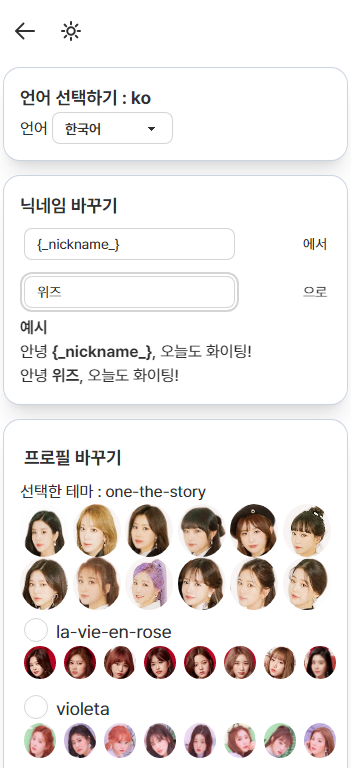 언어 선택하기 : ko
언어 한국어
닉네임 바꾸기
{_nickname_} 에서
위즈 으로
예시
안녕 {_nickname_}, 오늘도 화이팅!
안녕 위즈, 오늘도 화이팅!
프로필 바꾸기
선택한 테마 : one-the-story
la-vie-en-rose
violeta